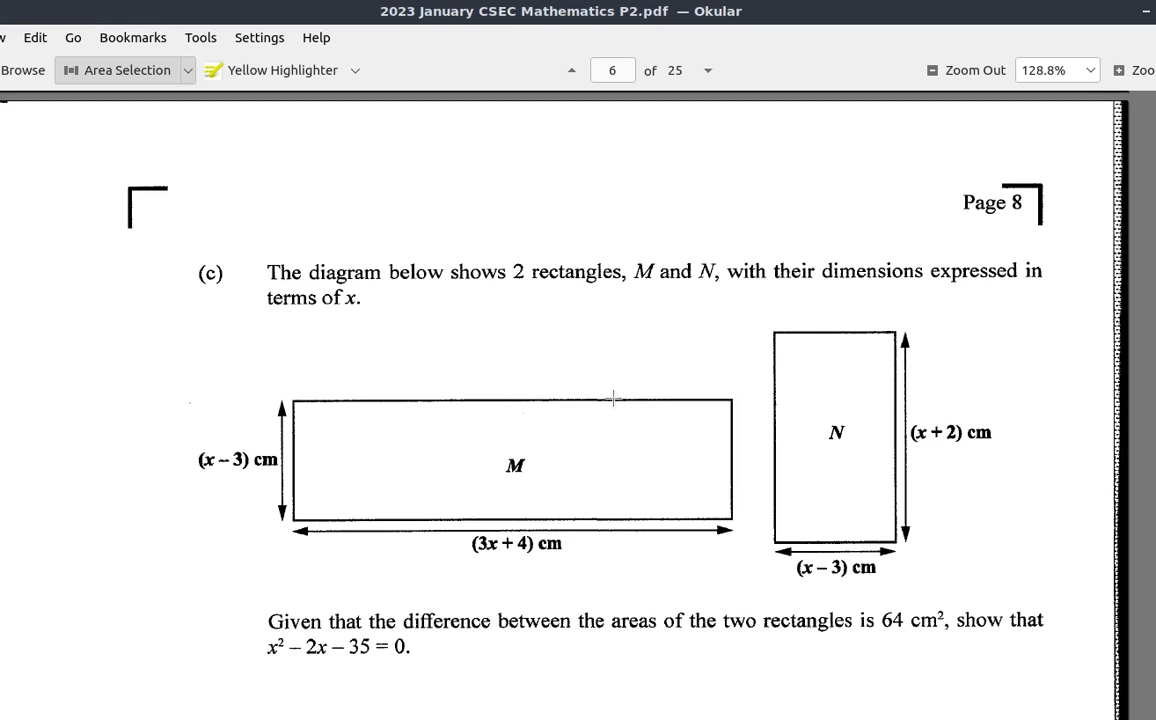 2023 January CSEC Mathematics P2.pdf — Okular
Edit Go Bookmarks Tools Settings Help
Browse Area Selection Yellow Highlighter 6 of 25 Zoom Out 128.8%
Page 8
(c) The diagram below shows 2 rectangles, M and N, with their dimensions expressed in
terms of x.
(x – 3) cm
M
(3x + 4) cm
N
(x + 2) cm
(x – 3) cm
Given that the difference between the areas of the two rectangles is 64 cm², show that
x² – 2x – 35 = 0.